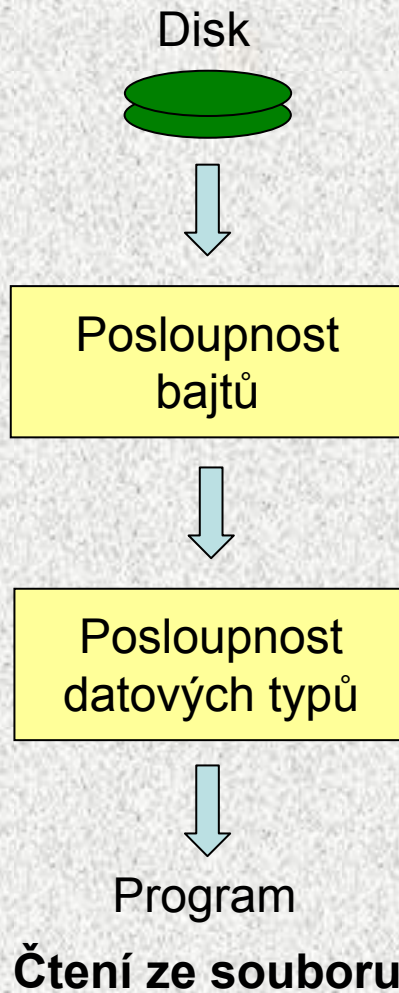 Disk
Posloupnost
bajtů
Posloupnost
datových typů
Program
Čtení ze souboru